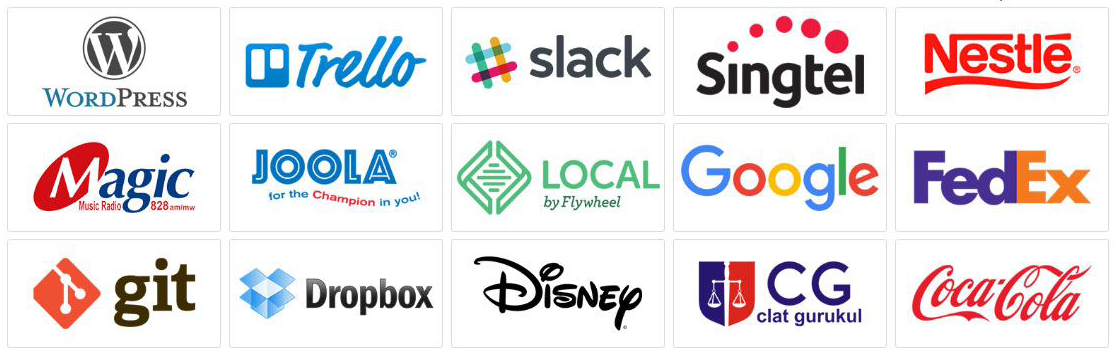 W
WORDPRESS
Trello
slack
Singtel
Nestlé®
Magic
Music Radio 828 am/mw
JOOLA®
for the Champion in you!
LOCAL
by Flywheel
Google
FedEx
git
Dropbox
Disney
CG
clat gurukul
Coca-Cola